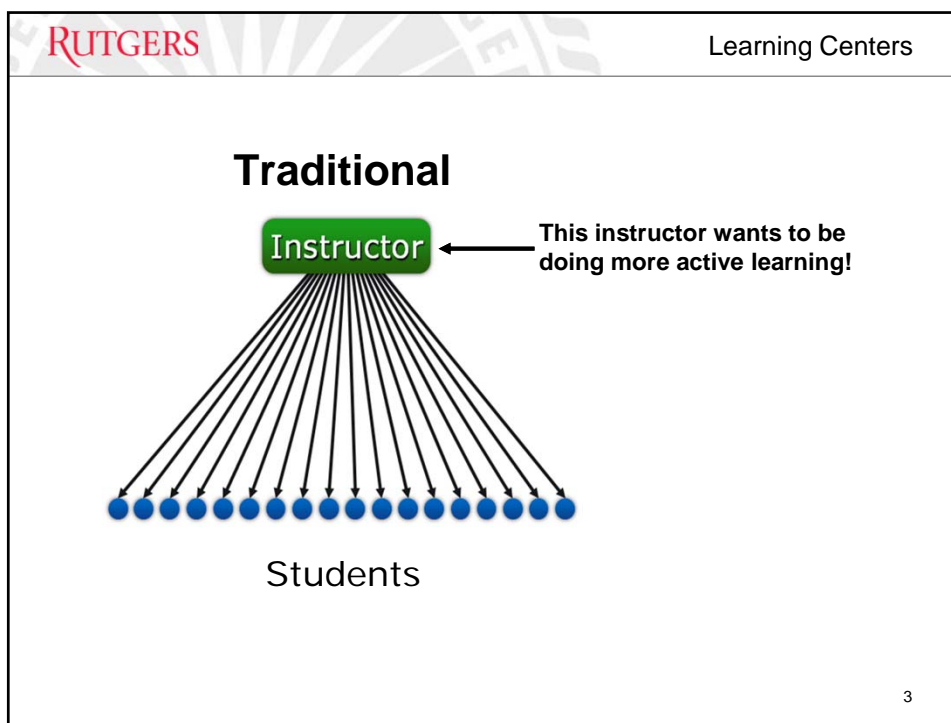 RUTGERS
Learning Centers
Traditional
Instructor
This instructor wants to be
doing more active learning!
Students
3